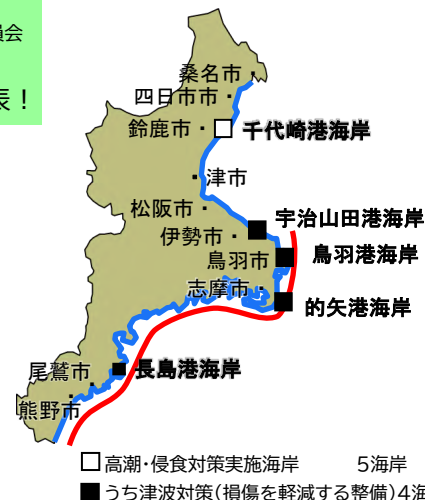 員会
長！
桑名市
四日市市
鈴鹿市
千代崎港海岸
津市
松阪市
宇治山田港海岸
伊勢市
鳥羽市
鳥羽港海岸
志摩市
的矢港海岸
長島港海岸
尾鷲市
熊野市
□高潮・侵食対策実施海岸 5海岸
■うち津波対策(損傷を軽減する整備)4海